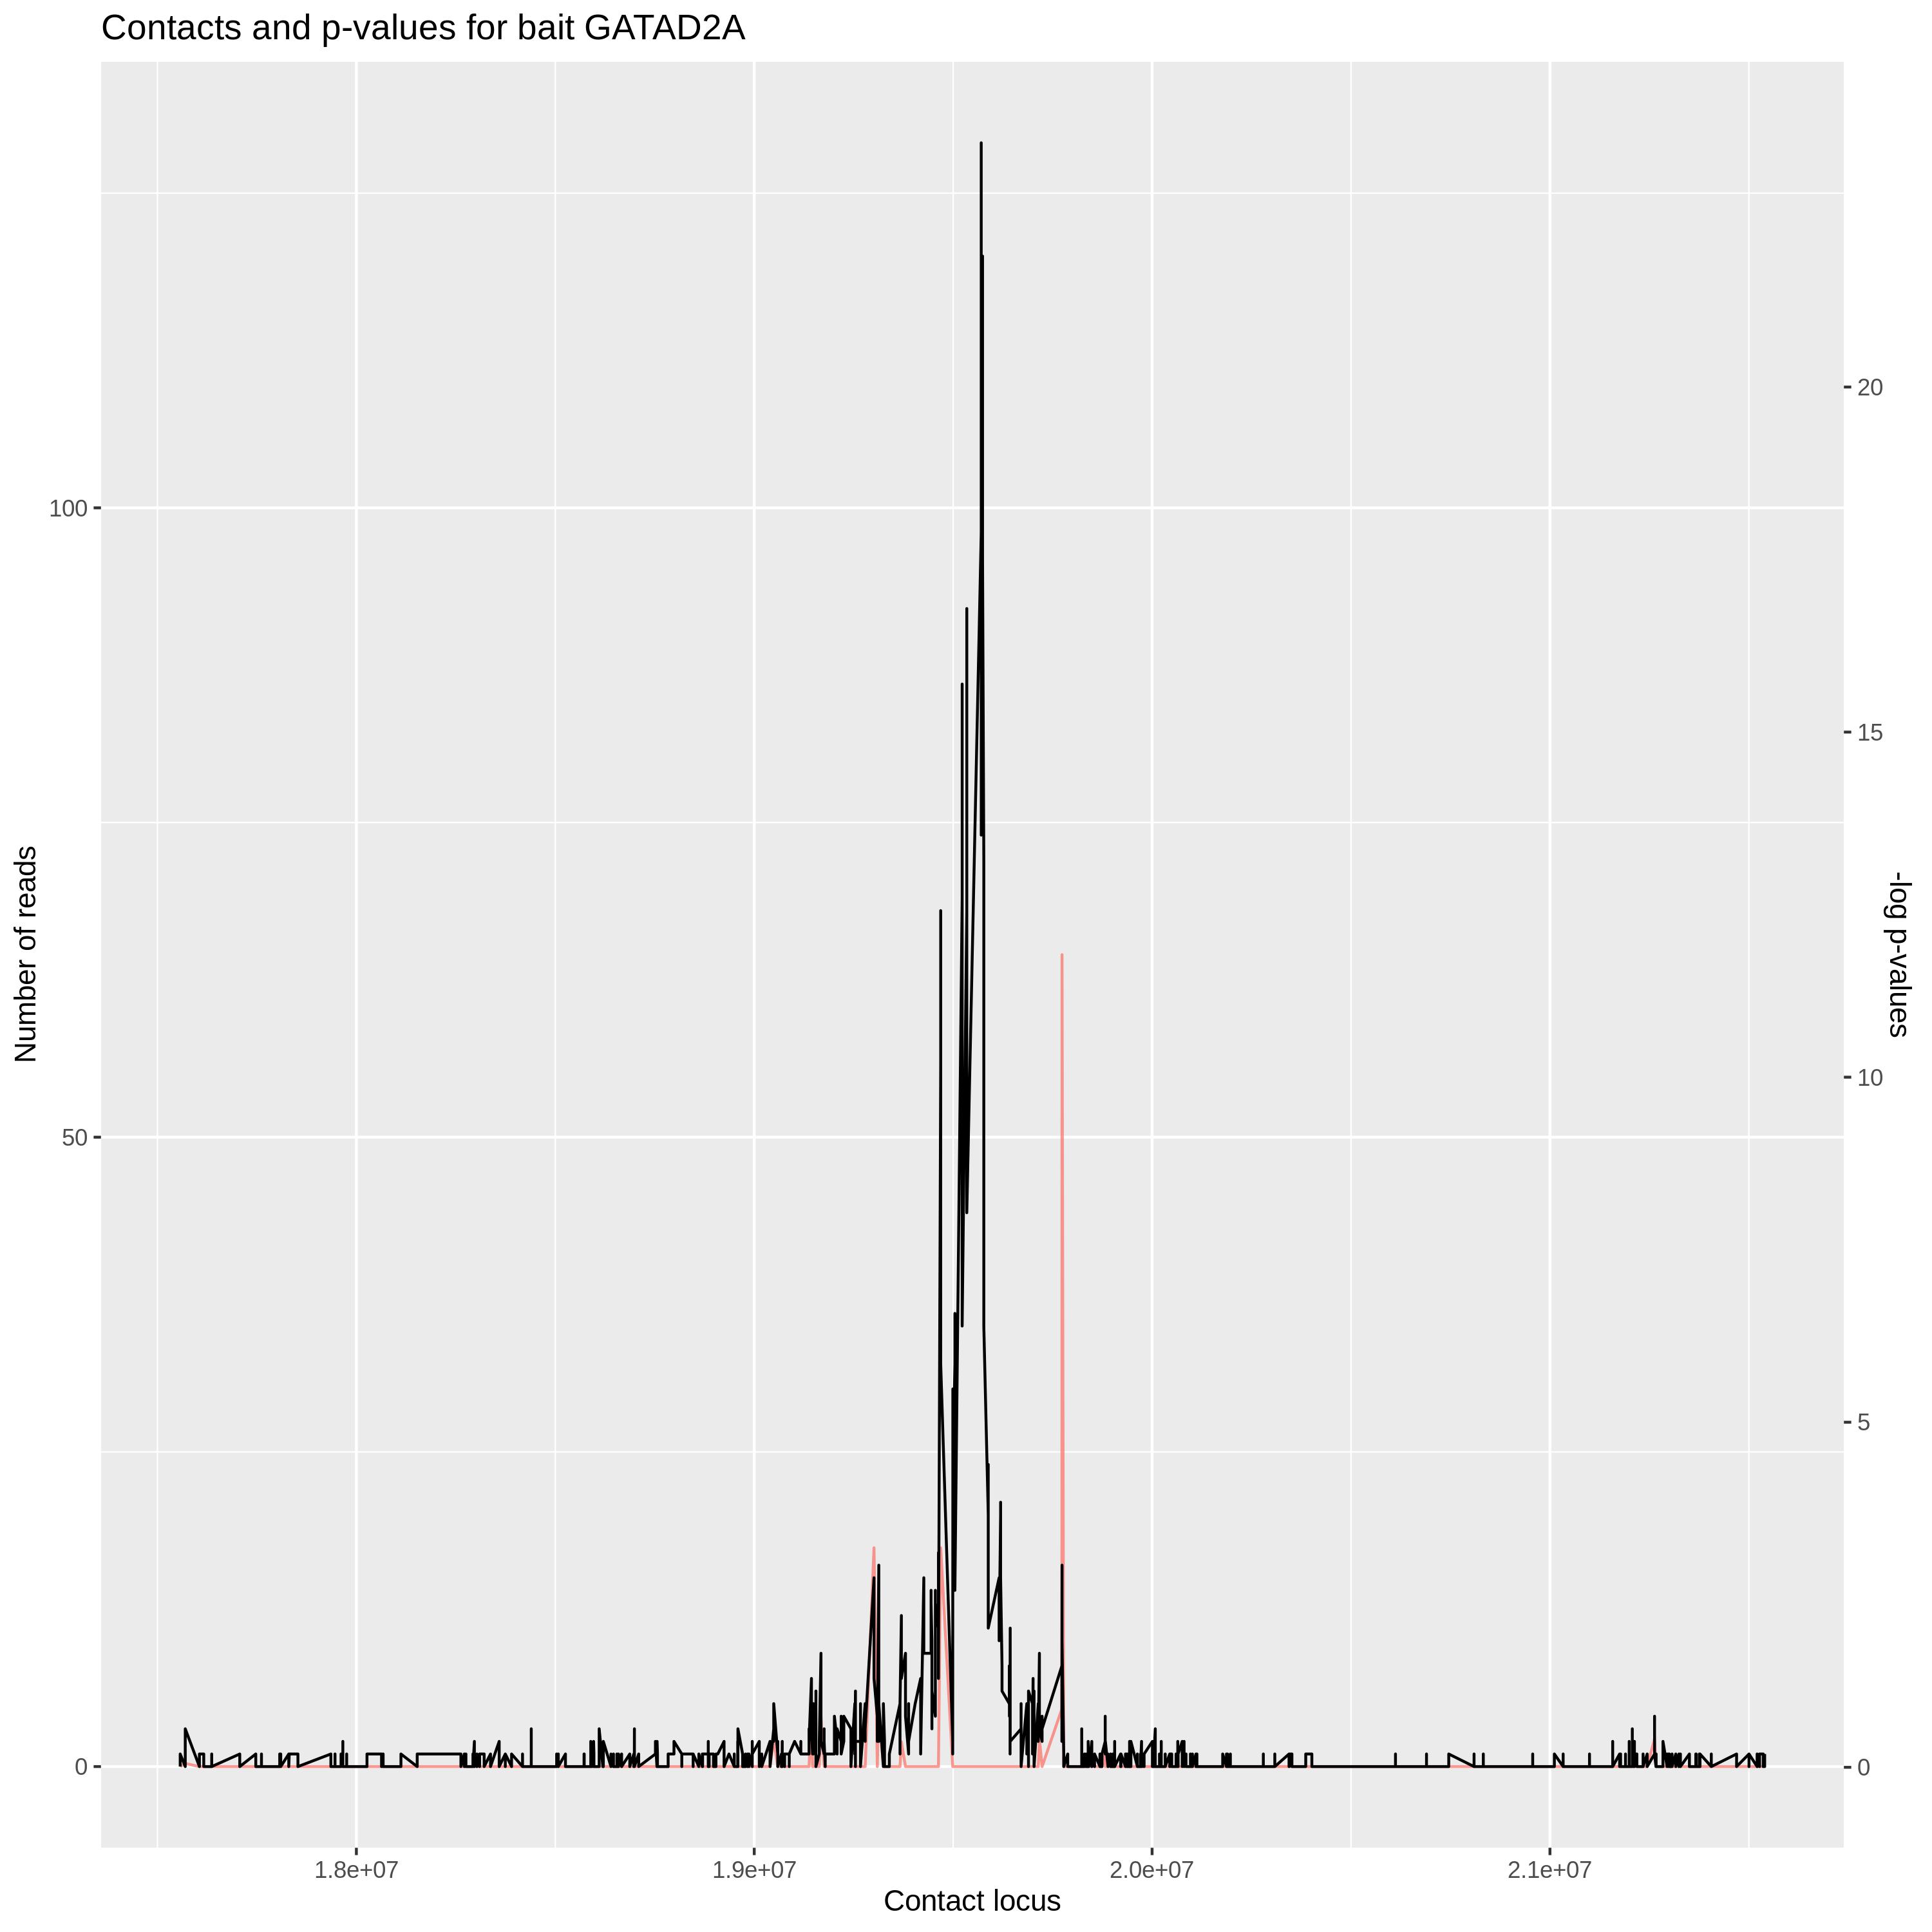 Contacts and p-values for bait GATAD2A
Number of reads
100
50
0
20
15
10
5
0
-log p-values
1.8e+07 1.9e+07 2.0e+07 2.1e+07
Contact locus